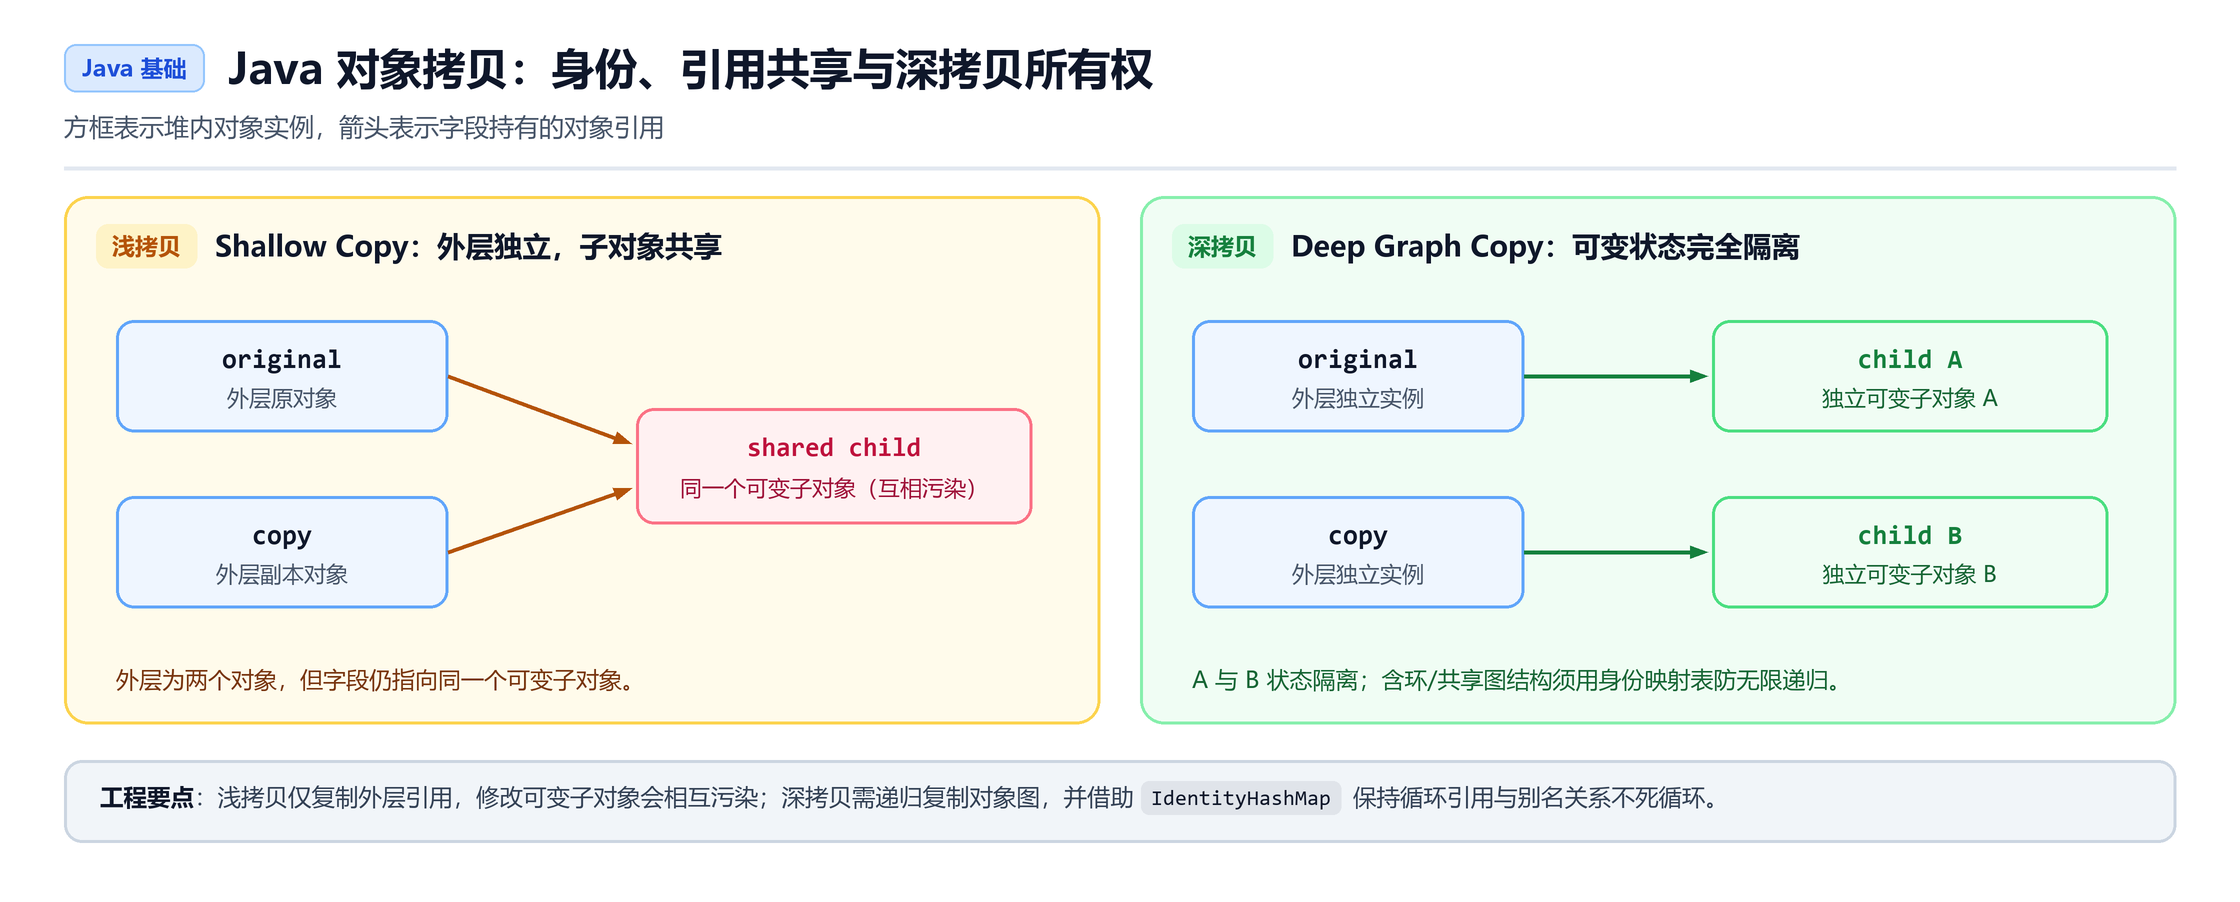 Java 基础
Java 对象拷贝：身份、引用共享与深拷贝所有权
方框表示堆内对象实例，箭头表示字段持有的对象引用
浅拷贝
Shallow Copy：外层独立，子对象共享
original
外层原对象
copy
外层副本对象
shared child
同一个可变子对象（互相污染）
外层为两个对象，但字段仍指向同一个可变子对象。
深拷贝
Deep Graph Copy：可变状态完全隔离
original
外层独立实例
child A
独立可变子对象 A
copy
外层独立实例
child B
独立可变子对象 B
A 与 B 状态隔离；含环/共享图结构须用身份映射表防无限递归。
工程要点：浅拷贝仅复制外层引用，修改可变子对象会相互污染；深拷贝需递归复制对象图，并借助 IdentityHashMap 保持循环引用与别名关系不死循环。